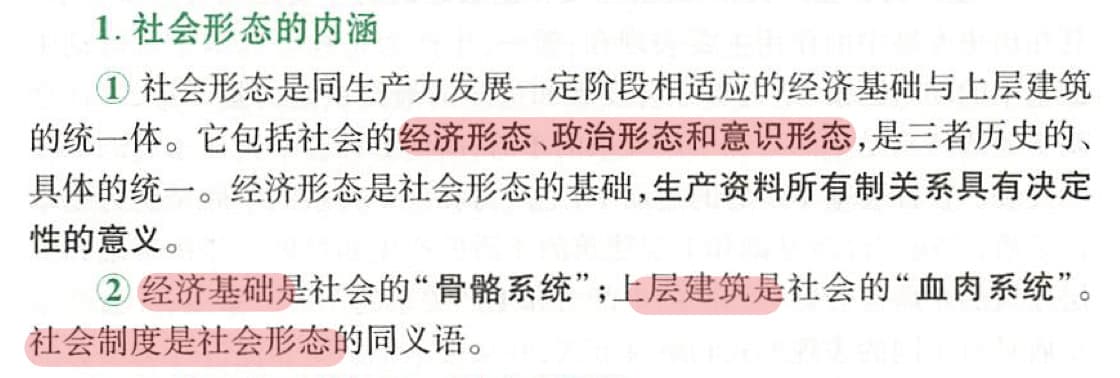 1. 社会形态的内涵
① 社会形态是同生产力发展一定阶段相适应的经济基础与上层建筑
的统一体。它包括社会的经济形态、政治形态和意识形态，是三者历史的、
具体的统一。经济形态是社会形态的基础，生产资料所有制关系具有决定
性的意义。
② 经济基础是社会的“骨骼系统”；上层建筑是社会的“血肉系统”。
社会制度是社会形态的同义语。